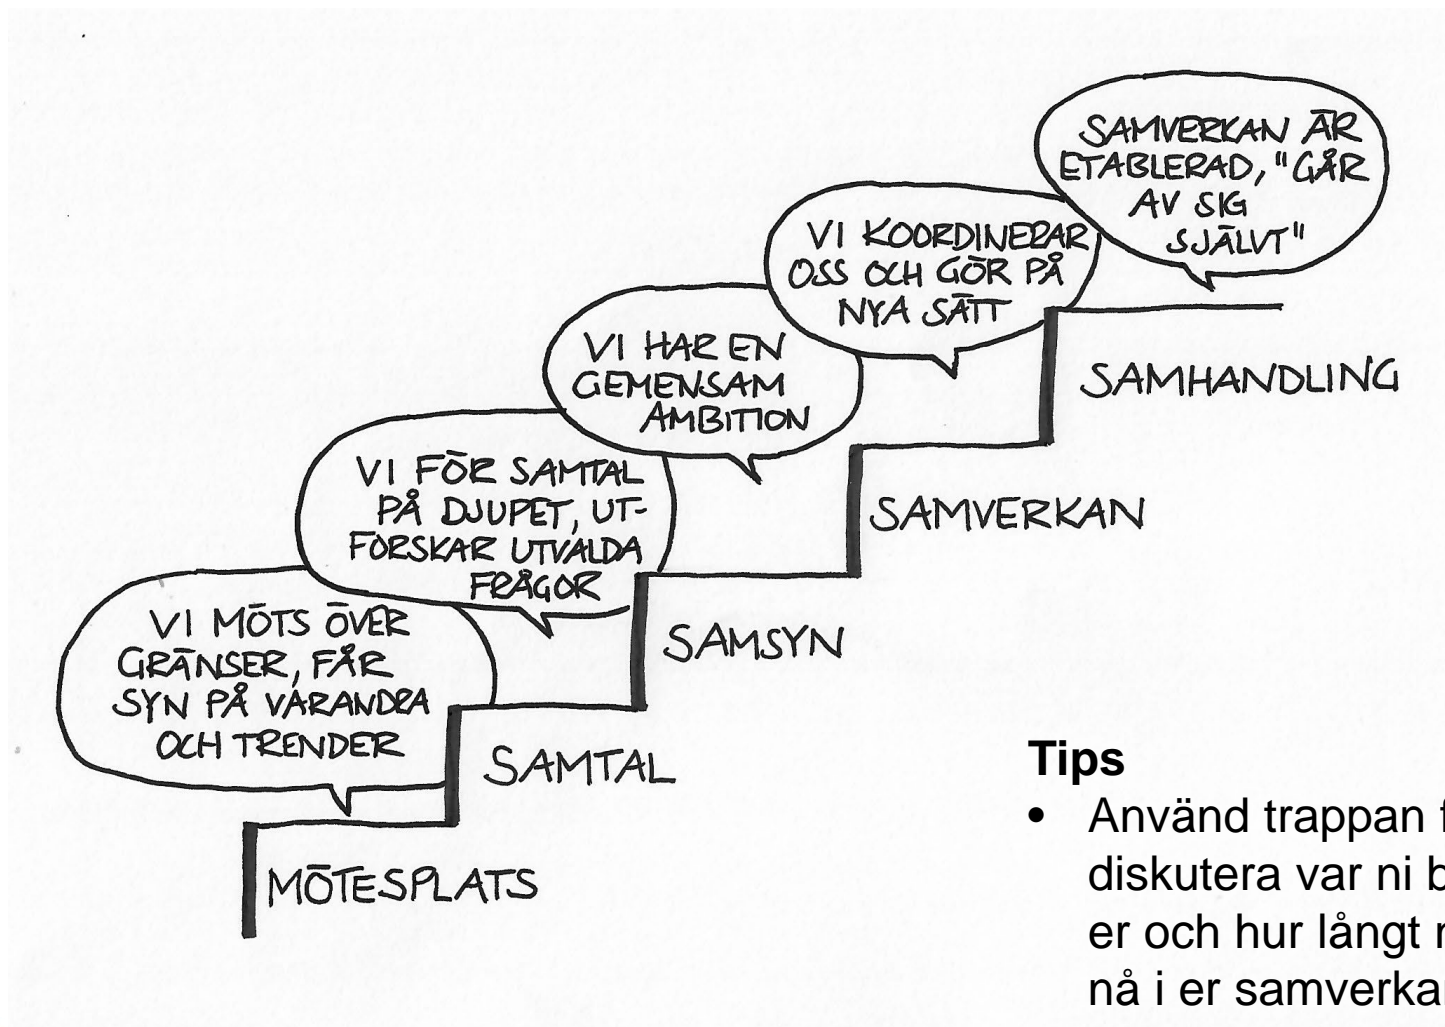 SAMVERKAN ÄR
ETABLERAD, "GÅR
AV SIG
SJÄLVT"
VI KOORDINERAR
OSS OCH GÖR PÅ
NYA SÄTT
SAMHANDLING
VI HAR EN
GEMENSAM
AMBITION
SAMVERKAN
VI FÖR SAMTAL
PÅ DJUPET, UT-
FORSKAR UTVALDA
FRÅGOR
SAMSYN
VI MÖTS ÖVER
GRÄNSER, FÅR
SYN PÅ VARANDRA
OCH TRENDER
SAMTAL
MÖTESPLATS
Tips
• Använd trappan
diskutera var ni
er och hur långt
nå i er